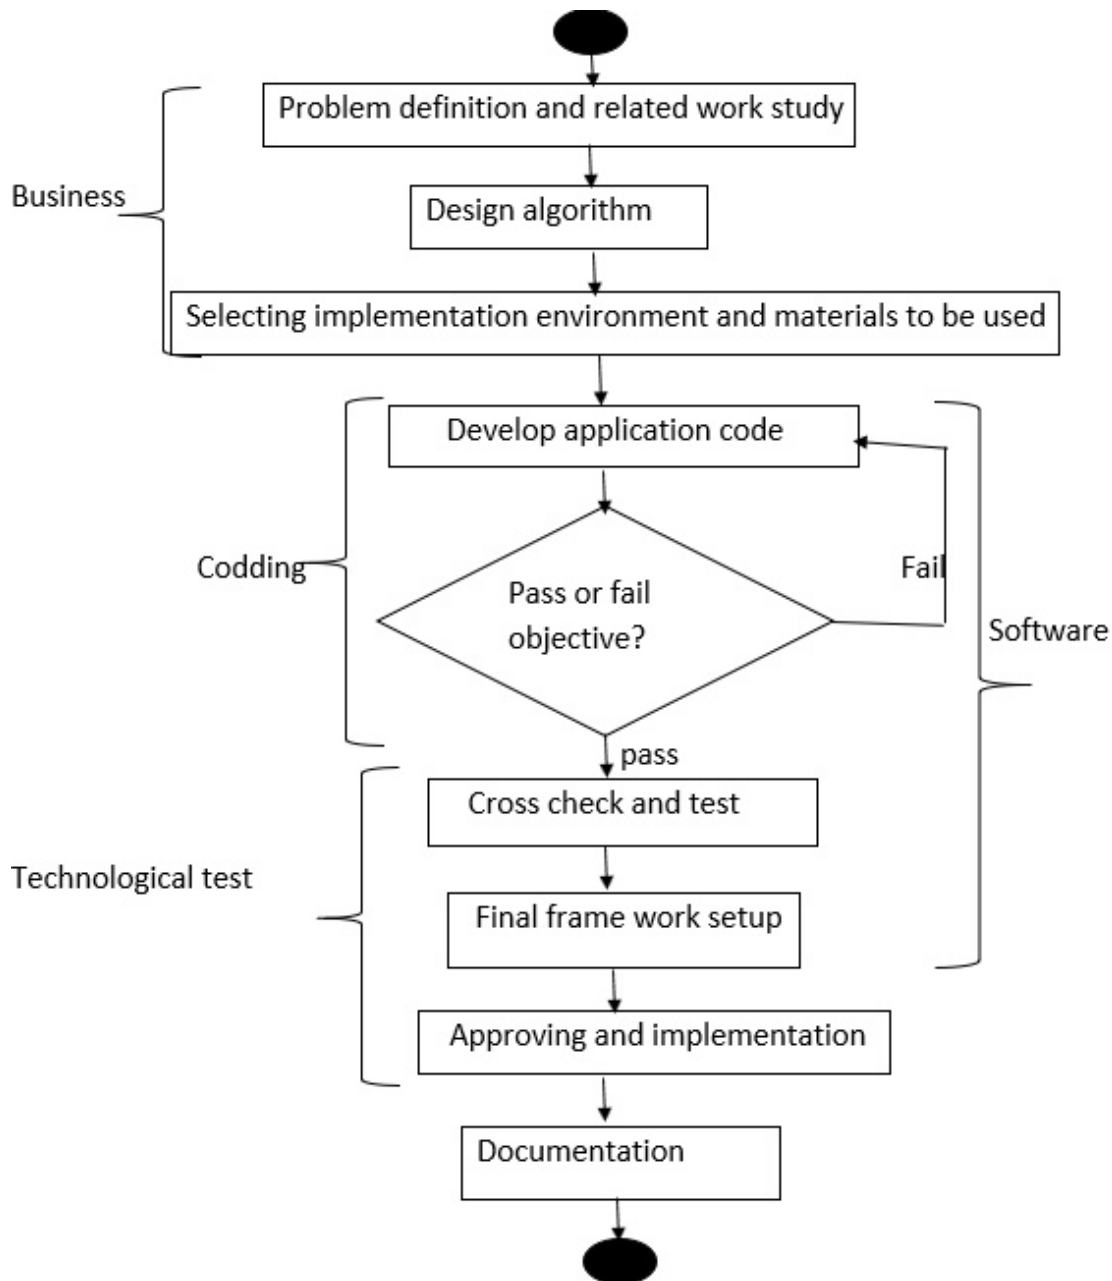 Problem definition and related work study
Business
Design algorithm
Selecting implementation environment and materials to be used
Develop application code
Codding
Pass or fail
objective?
Fail
Software
pass
Cross check and test
Technological test
Final frame work setup
Approving and implementation
Documentation